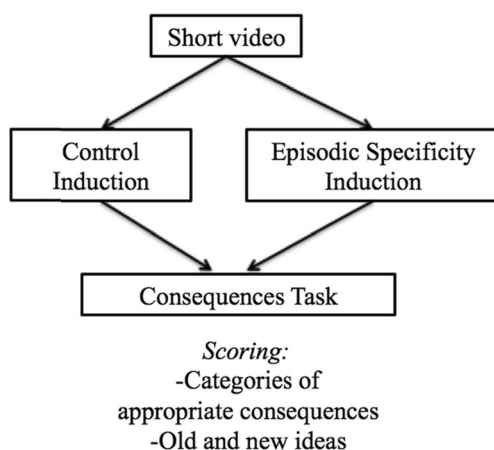 Short video
Control
Induction
Episodic Specificity
Induction
Consequences Task
Scoring:
-Categories of
appropriate consequences
-Old and new ideas